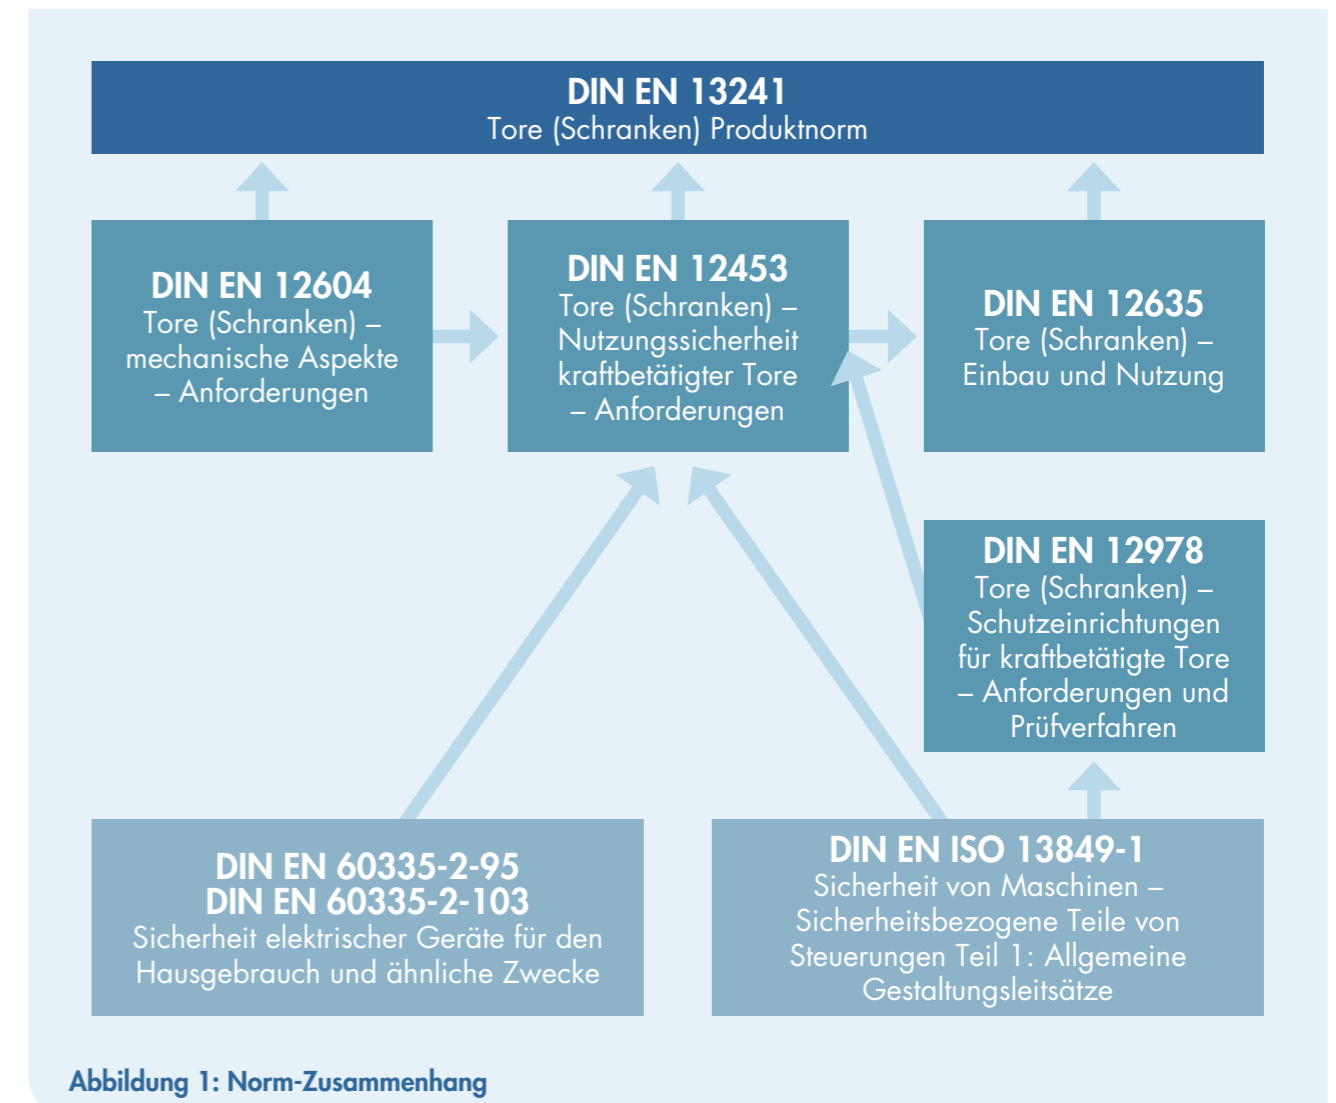 DIN EN 13241
Tore (Schranken) Produktnorm
DIN EN 12604
Tore (Schranken) –
mechanische Aspekte
– Anforderungen
DIN EN 12453
Tore (Schranken) –
Nutzungssicherheit
kraftbetätigter Tore
– Anforderungen
DIN EN 12635
Tore (Schranken) –
Einbau und Nutzung
DIN EN 12978
Tore (Schranken) –
Schutzeinrichtungen
für kraftbetätigte Tore
– Anforderungen und
Prüfverfahren
DIN EN 60335-2-95
DIN EN 60335-2-103
Sicherheit elektrischer Geräte für den
Hausgebrauch und ähnliche Zwecke
DIN EN ISO 13849-1
Sicherheit von Maschinen –
Sicherheitsbezogene Teile von
Steuerungen Teil 1: Allgemeine
Gestaltungsleitsätze
Abbildung 1: Norm-Zusammenhang